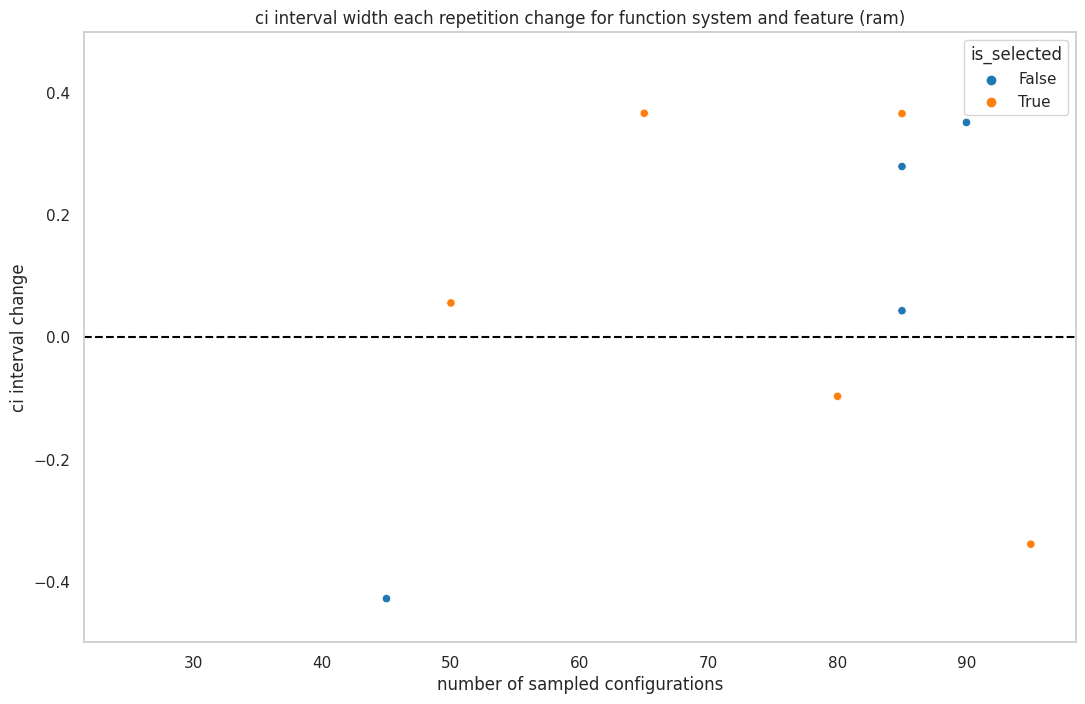 ci interval width each repetition change for function system and feature (ram)
is_selected
False
True
0.4
0.2
0.0
−0.2
−0.4
ci interval change
30 40 50 60 70 80 90
number of sampled configurations